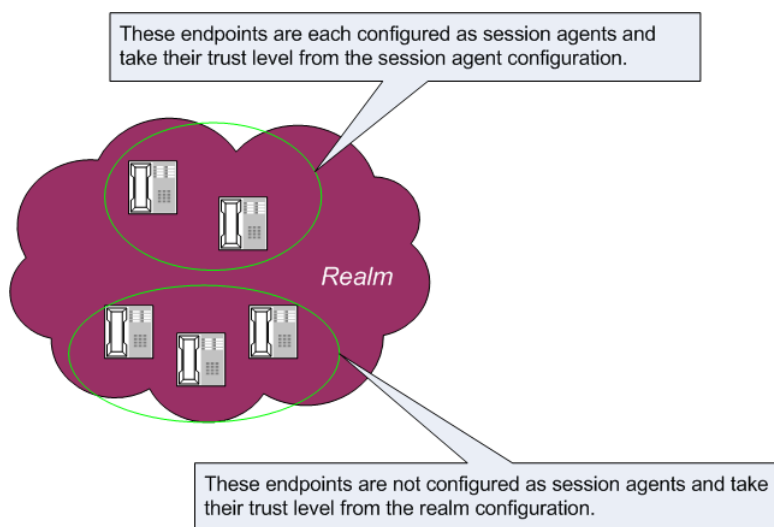 These endpoints are each configured as session agents and
take their trust level from the session agent configuration.
Realm
These endpoints are not configured as session agents and take
their trust level from the realm configuration.